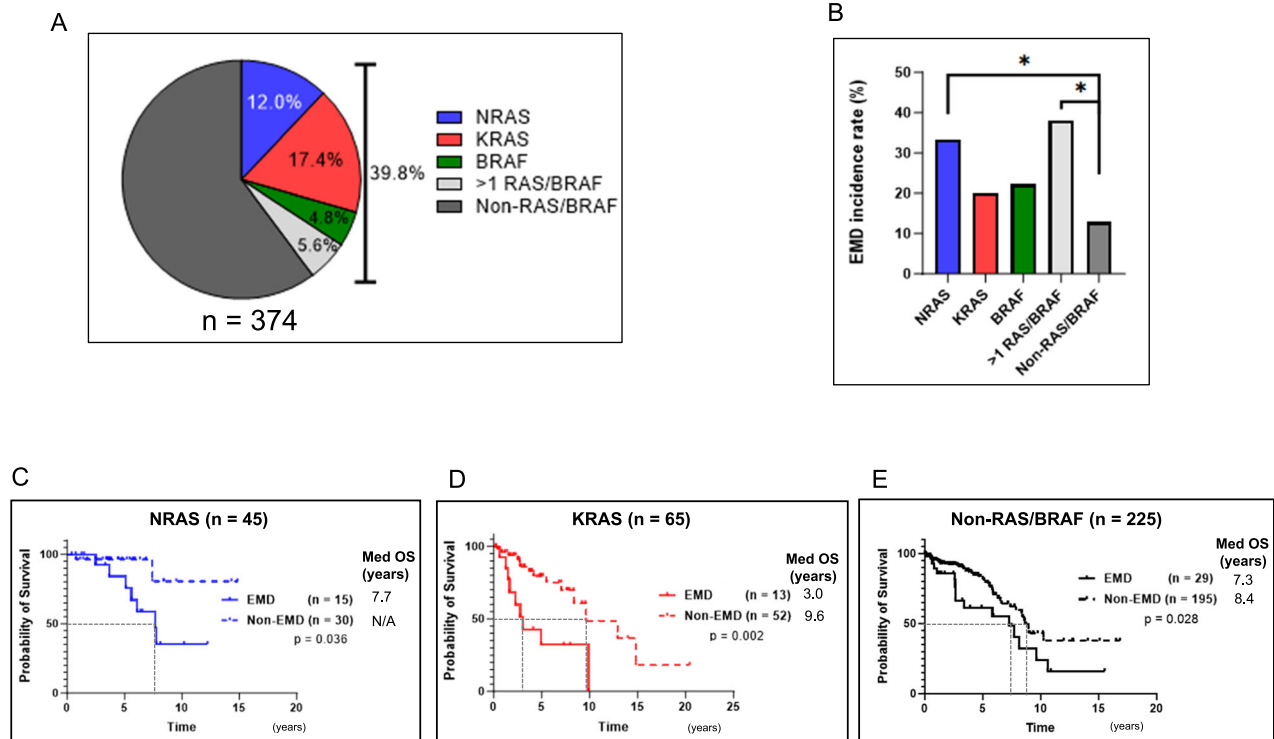 A
12.0%
17.4%
4.8%
5.6%
39.8%
NRAS
KRAS
BRAF
>1 RAS/BRAF
Non-RAS/BRAF
n = 374
B
EMD incidence rate (%)
50
40
30
20
10
0
*
*
NRAS
KRAS
BRAF
>1 RAS/BRAF
Non-RAS/BRAF
C
NRAS (n = 45)
Probability of Survival
100
50
0
0 5 10 15 20
Time (years)
Med OS
(years)
EMD (n = 15) 7.7
Non-EMD (n = 30) N/A
p = 0.036
D
KRAS (n = 65)
Probability of Survival
100
50
0
0 5 10 15 20 25
Time (years)
Med OS
(years)
EMD (n = 13) 3.0
Non-EMD (n = 52) 9.6
p = 0.002
E
Non-RAS/BRAF (n = 225)
Probability of Survival
100
50
0
0 5 10 15 20
Time (years)
Med OS
(years)
EMD (n = 29) 7.3
Non-EMD (n = 195) 8.4
p = 0.028